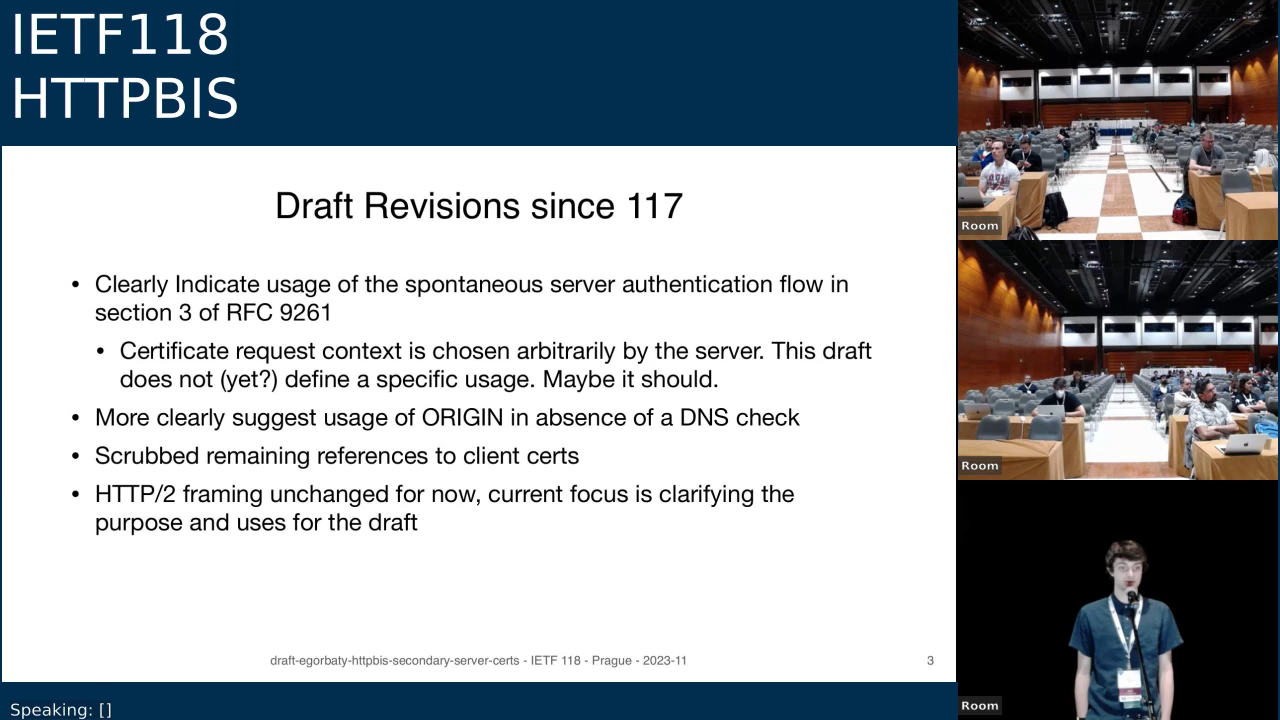 IETF118
HTTPBIS
Draft Revisions since 117
• Clearly Indicate usage of the spontaneous server authentication flow in
section 3 of RFC 9261
• Certificate request context is chosen arbitrarily by the server. This draft
does not (yet?) define a specific usage. Maybe it should.
• More clearly suggest usage of ORIGIN in absence of a DNS check
• Scrubbed remaining references to client certs
• HTTP/2 framing unchanged for now, current focus is clarifying the
purpose and uses for the draft
draft-egorbaty-httpbis-secondary-server-certs - IETF 118 - Prague - 2023-11
3
Speaking: []
Room
Room
Room